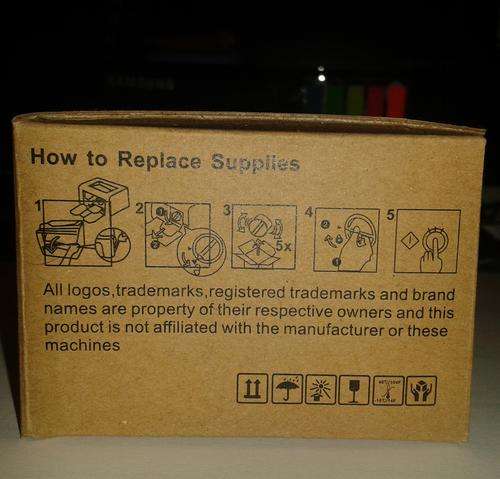 SAMSUNG
How to Replace Supplies
1 2 3 4 5
5x
All logos,trademarks,registered trademarks and brand
names are property of their respective owners and this
product is not affiliated with the manufacturer or these
machines